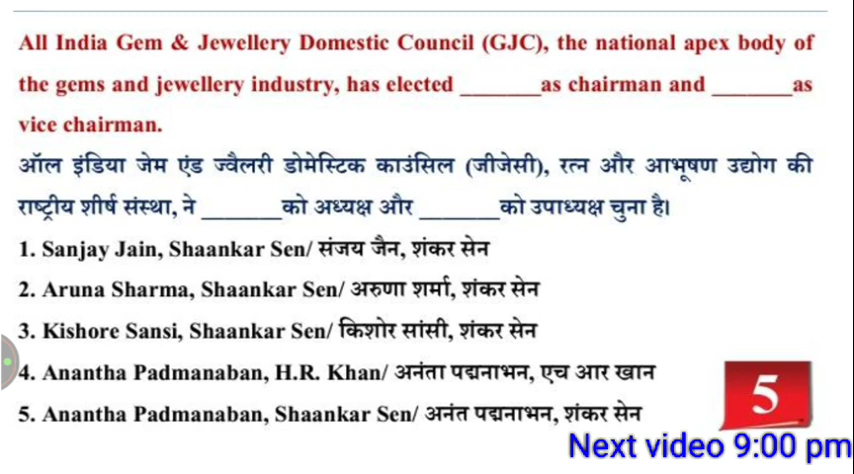 All India Gem & Jewellery Domestic Council (GJC), the national apex body of
the gems and jewellery industry, has elected _______as chairman and _______as
vice chairman.
ऑल इंडिया जेम एंड ज्वैलरी डोमेस्टिक काउंसिल (जीजेसी), रत्न और आभूषण उद्योग की
राष्ट्रीय शीर्ष संस्था, ने _______को अध्यक्ष और _______को उपाध्यक्ष चुना है।
1. Sanjay Jain, Shaankar Sen/ संजय जैन, शंकर सेन
2. Aruna Sharma, Shaankar Sen/ अरुणा शर्मा, शंकर सेन
3. Kishore Sansi, Shaankar Sen/ किशोर सांसी, शंकर सेन
4. Anantha Padmanaban, H.R. Khan/ अनंता पद्मनाभन, एच आर खान
5. Anantha Padmanaban, Shaankar Sen/ अनंत पद्मनाभन, शंकर सेन
5
Next video 9:00 pm